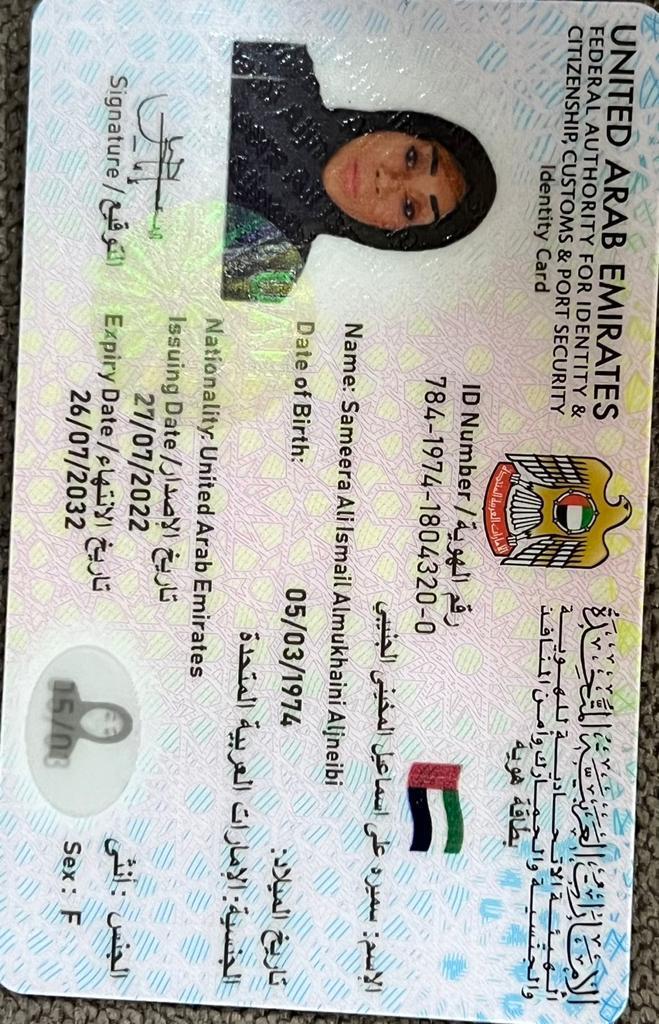 UNITED ARAB EMIRATES
FEDERAL AUTHORITY FOR IDENTITY &
CITIZENSHIP, CUSTOMS & PORT SECURITY
Identity Card
الإمارات العربية المتحدة
الهيئة الاتحادية للهوية
والجنسية والجمارك وأمن المنافذ
بطاقة هوية
ID Number / رقم الهوية
784-1974-1804320-0
الإسم: سميره علي اسماعيل المخيني الجنيبي
Name: Sameera Ali Ismail Almukhaini Aljneibi
Date of Birth: 05/03/1974 تاريخ الميلاد:
الجنسية: الإمارات العربية المتحدة
Nationality: United Arab Emirates
Issuing Date / تاريخ الإصدار
27/07/2022
Expiry Date / تاريخ الانتهاء
26/07/2032
Signature / التوقيع
الجنس: أنثى
Sex: F